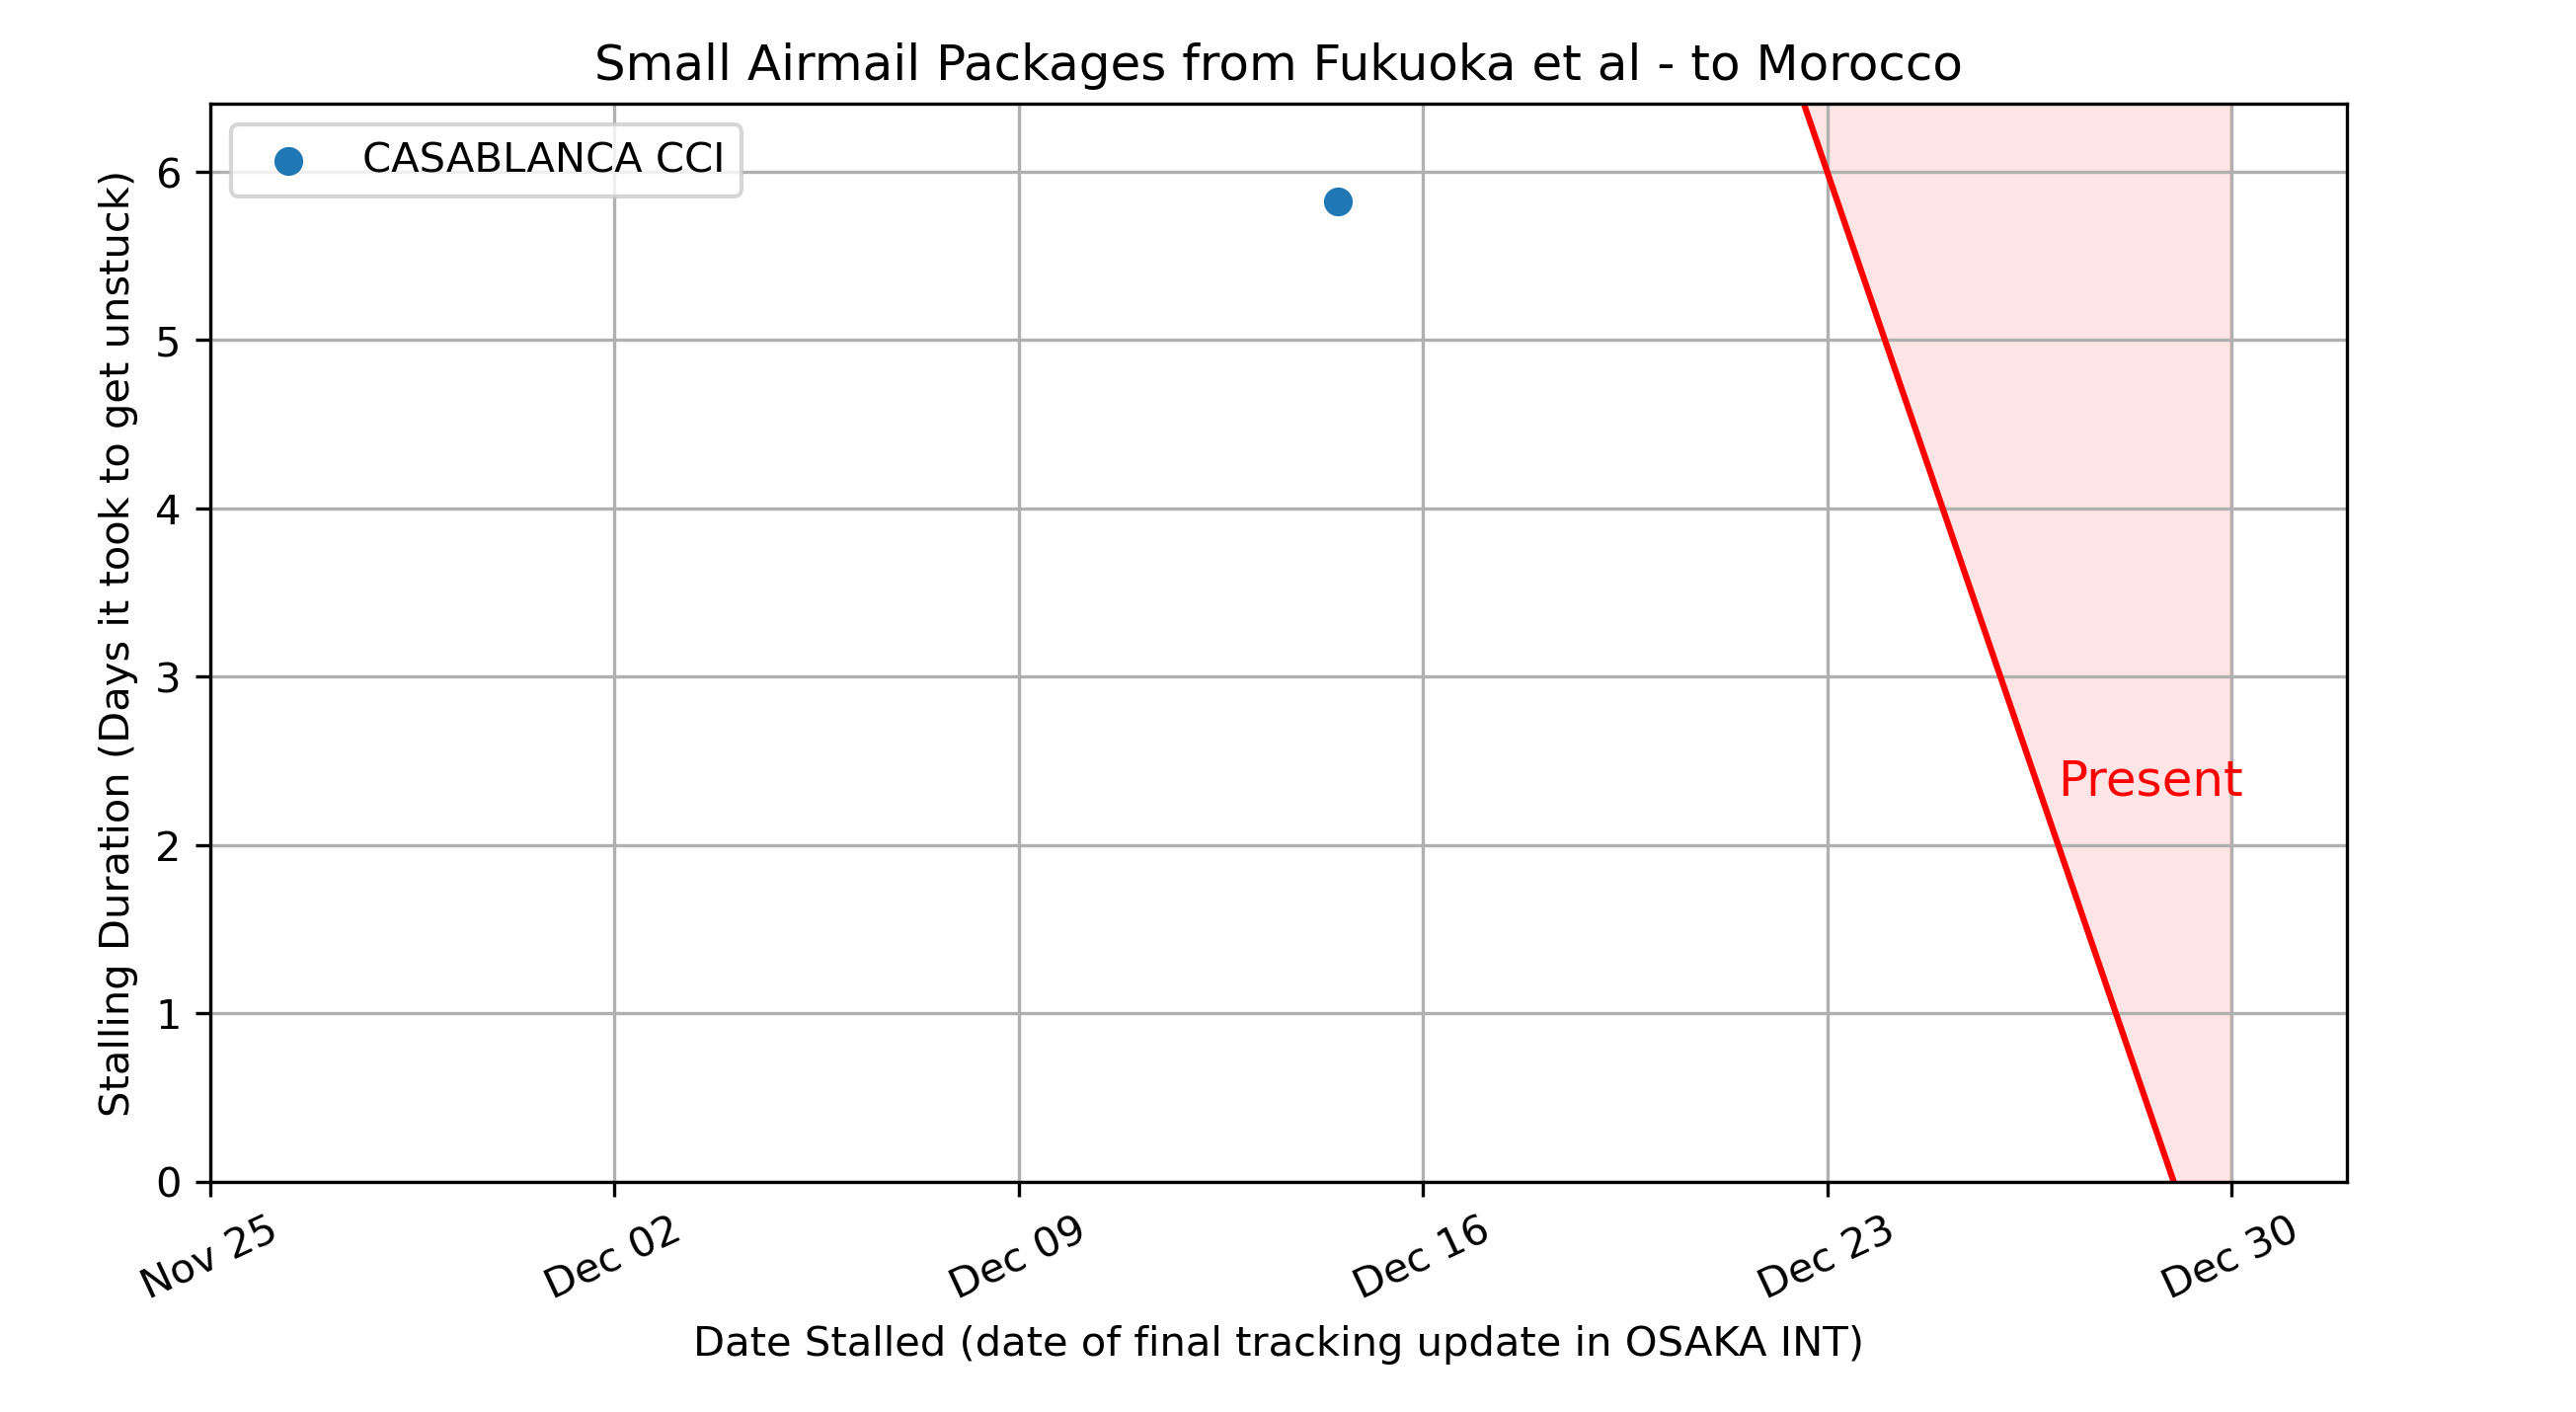 Small Airmail Packages from Fukuoka et al - to Morocco
CASABLANCA CCI
Stalling Duration (Days it took to get unstuck)
6
5
4
3
2
1
0
Present
Nov 25
Dec 02
Dec 09
Dec 16
Dec 23
Dec 30
Date Stalled (date of final tracking update in OSAKA INT)